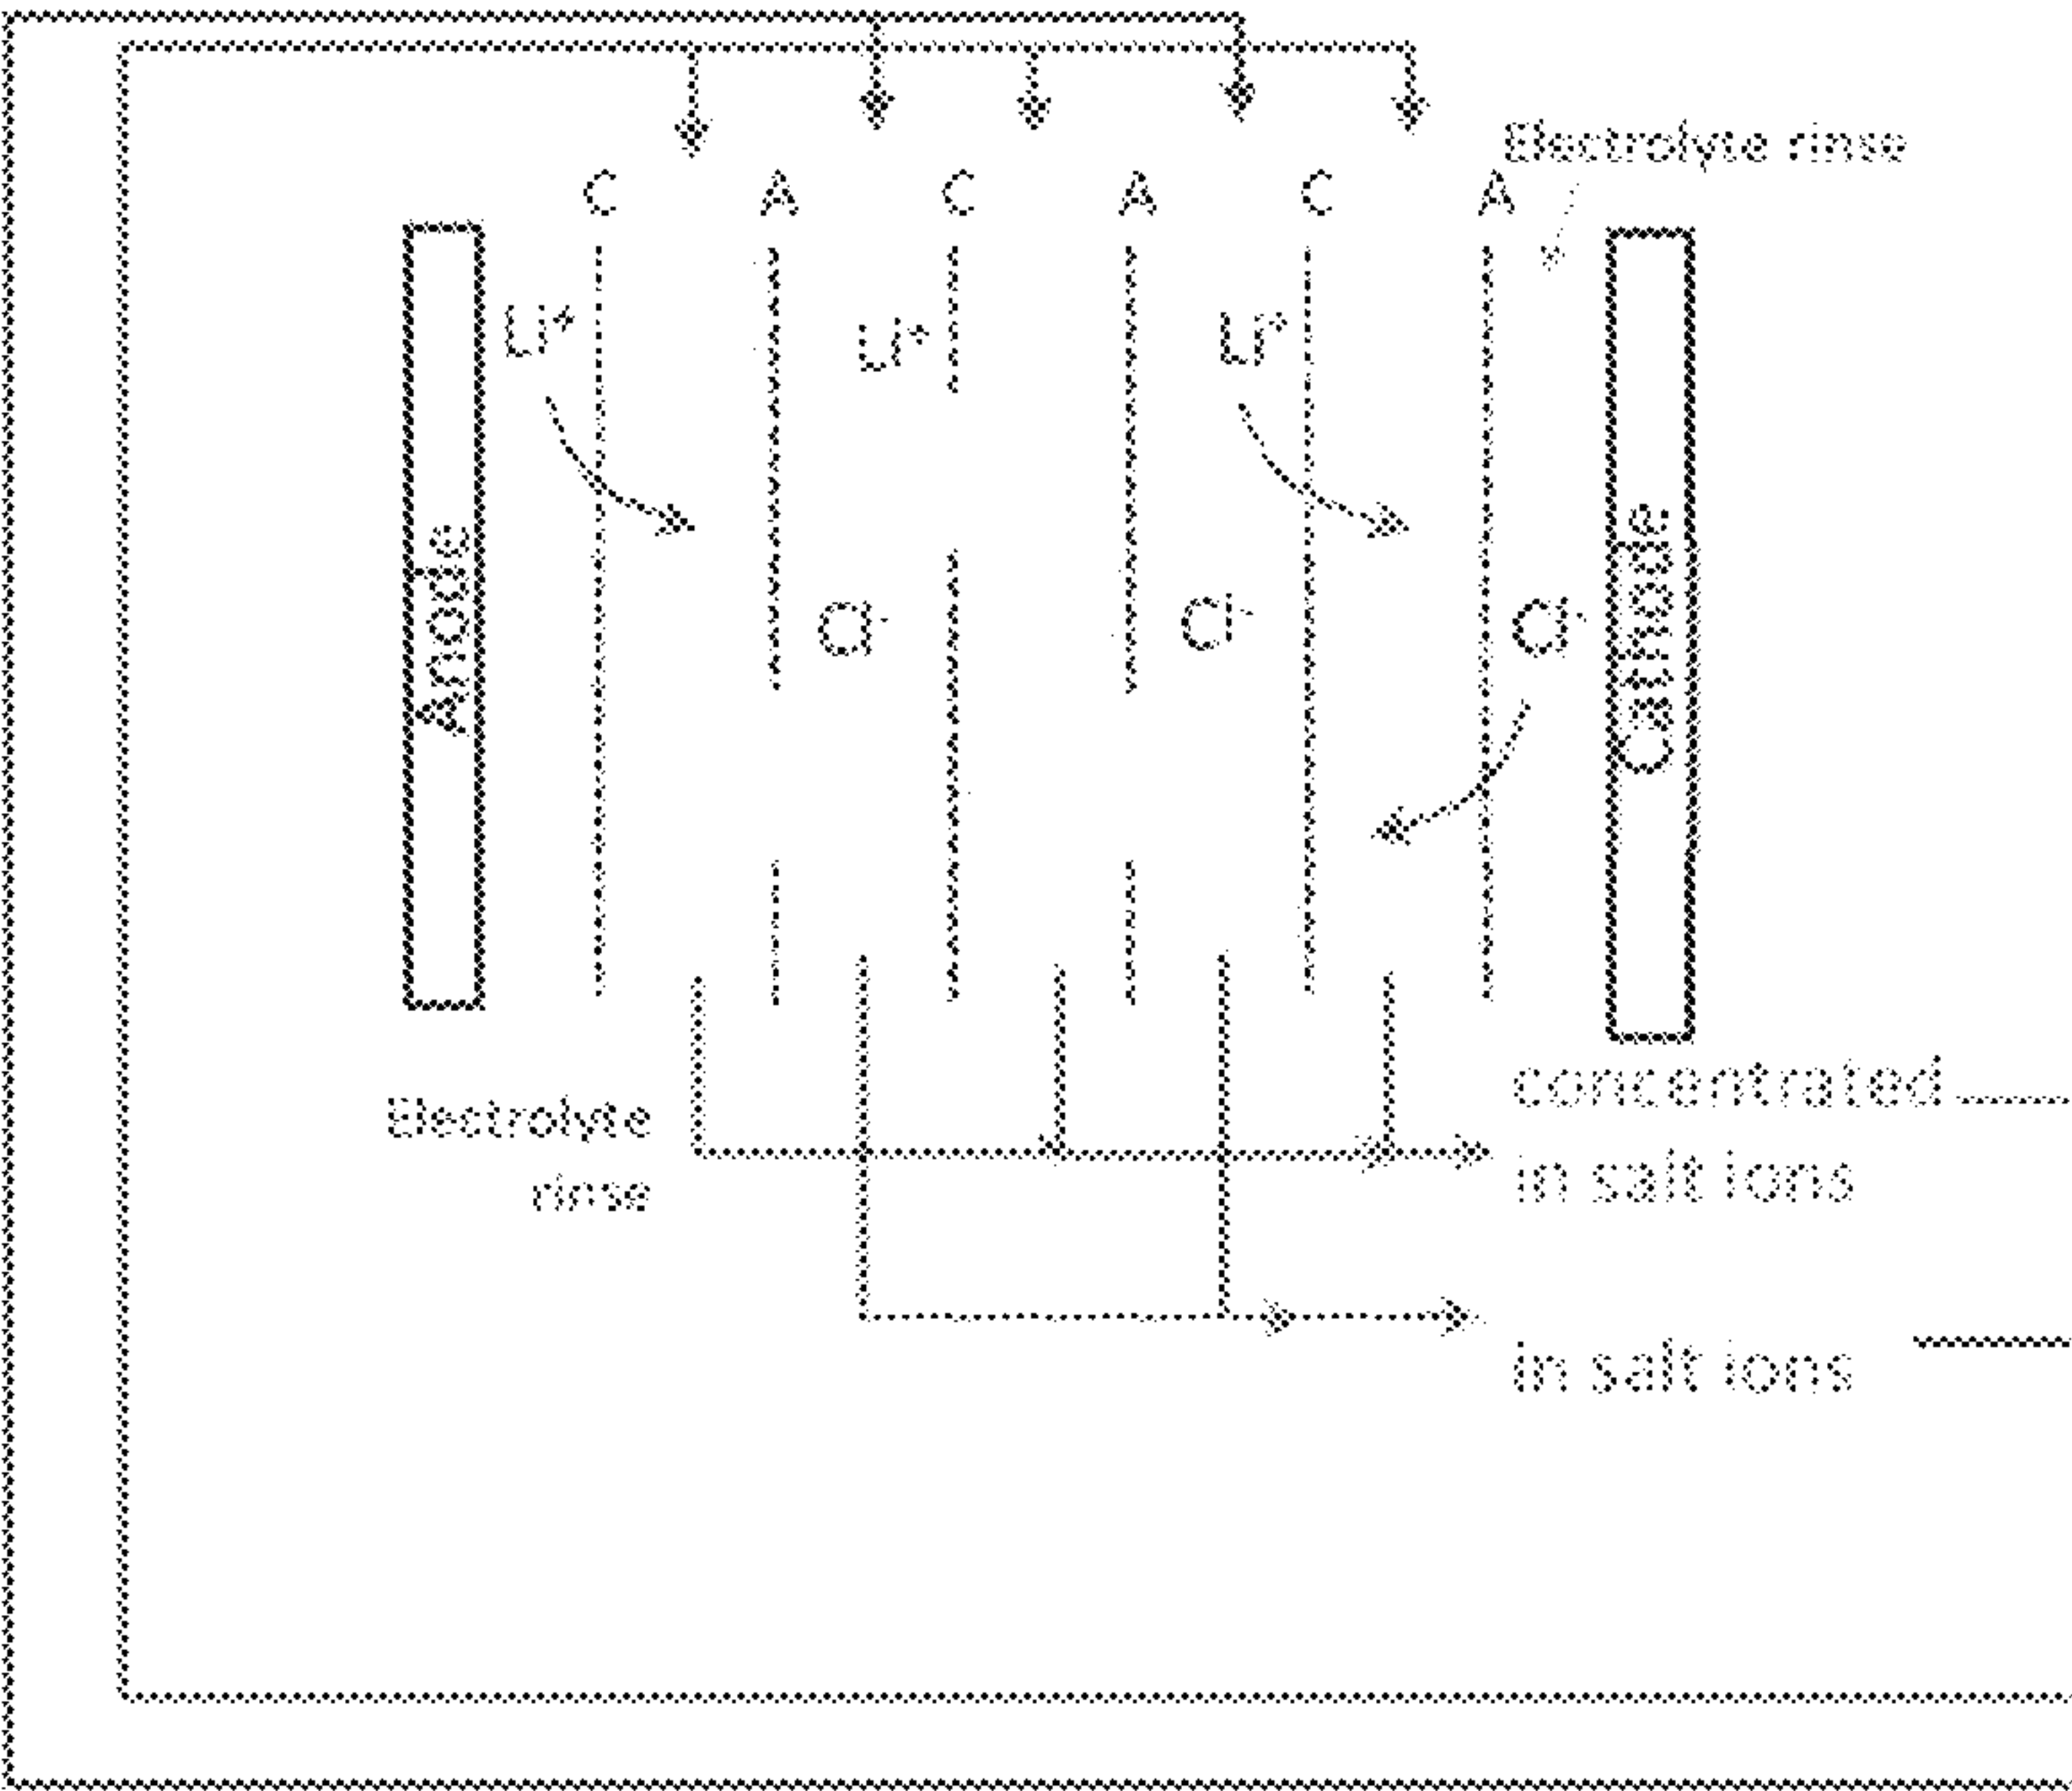 Electrolyte rinse
C A C A C A
Li+ Li+ Li+
Anode
Cathode
Cl- Cl- Cl-
Electrolyte
rinse
concentrated
in salt ions
in salt ions